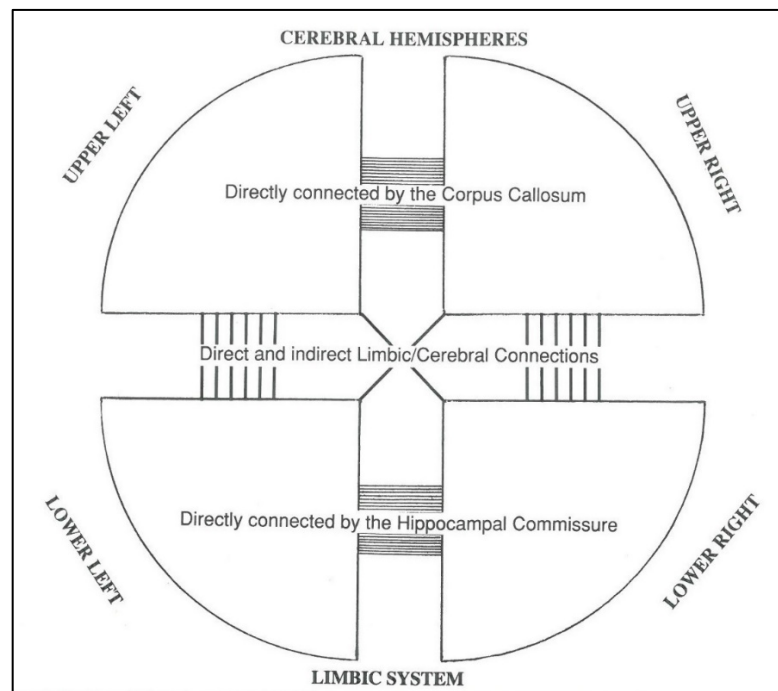 CEREBRAL HEMISPHERES
UPPER LEFT
UPPER RIGHT
Directly connected by the Corpus Callosum
Direct and indirect Limbic/Cerebral Connections
LOWER LEFT
LOWER RIGHT
Directly connected by the Hippocampal Commissure
LIMBIC SYSTEM